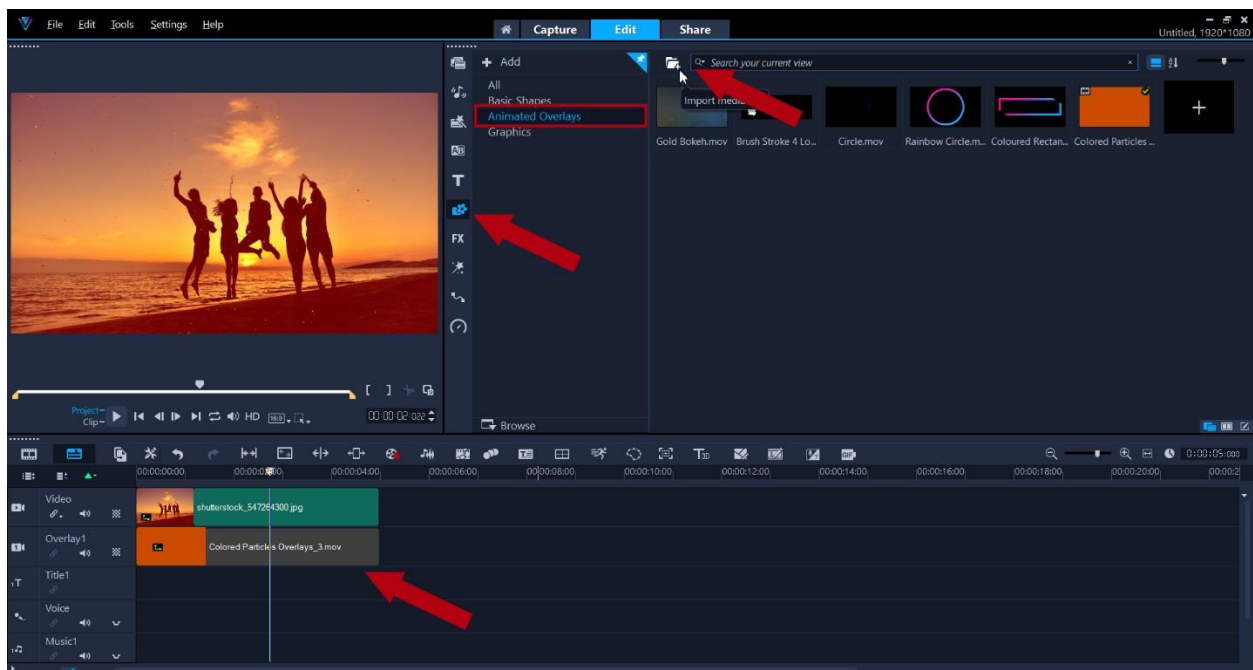 File Edit Tools Settings Help
Capture Edit Share
Untitled, 1920*1080
Add
All
Basic Shapes
Animated Overlays
Graphics
Browse
Search your current view
Import media
Gold Bokeh.mov Brush Stroke 4 Lo... Circle.mov Rainbow Circle.m... Coloured Rectan... Colored Particles ...
T
FX
Project
Clip
HD 16:9
00:00:02:022
T3D GIF
0:00:05:000
00:00:00:00 00:00:04:00 00:00:06:00 00:00:08:00 00:00:10:00 00:00:12:00 00:00:14:00 00:00:16:00 00:00:18:00 00:00:20:00 00:00:2
Video
shutterstock_547264300.jpg
Overlay1
Colored Particles Overlays_3.mov
Title1
Voice
Music1